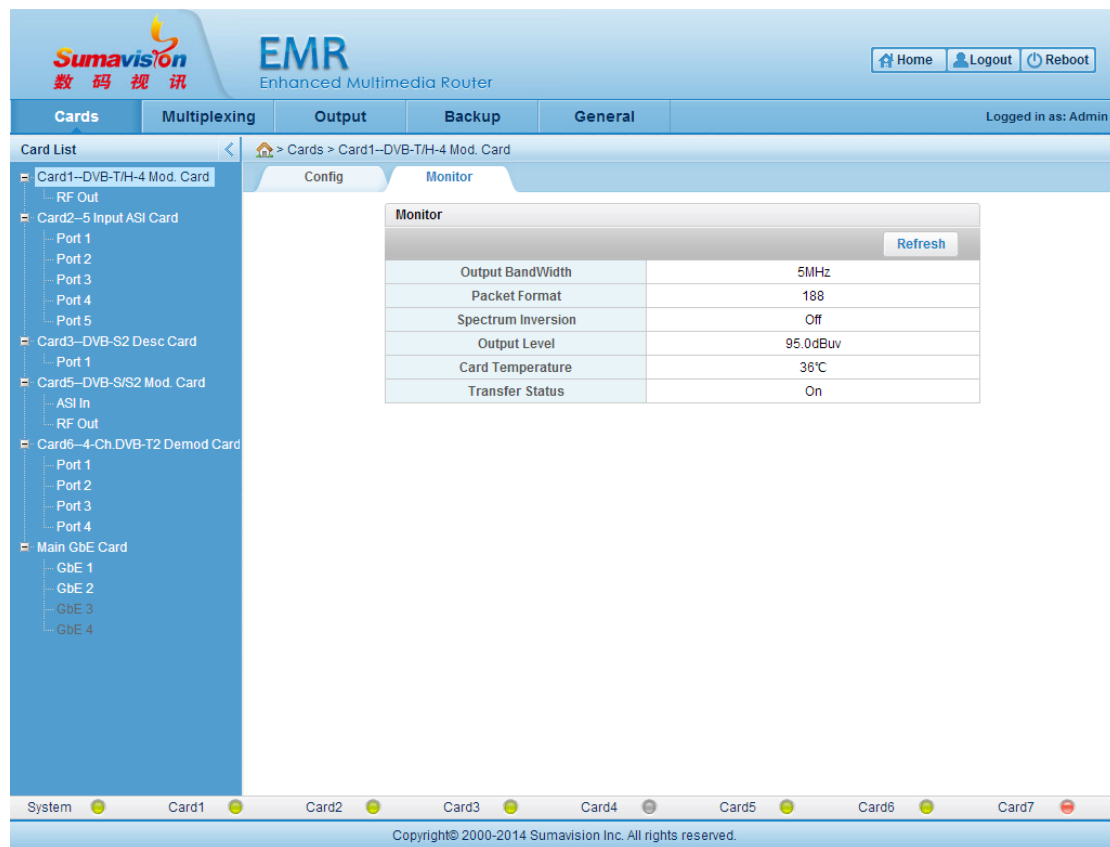 Sumavision
数码视讯
EMR
Enhanced Multimedia Router
Home Logout Reboot
Cards Multiplexing Output Backup General Logged in as: Admin
Card List
> Cards > Card1--DVB-T/H-4 Mod. Card
Config Monitor
Card1--DVB-T/H-4 Mod. Card
RF Out
Card2--5 Input ASI Card
Port 1
Port 2
Port 3
Port 4
Port 5
Card3--DVB-S2 Desc Card
Port 1
Card5--DVB-S/S2 Mod. Card
ASI In
RF Out
Card6--4-Ch.DVB-T2 Demod Card
Port 1
Port 2
Port 3
Port 4
Main GbE Card
GbE 1
GbE 2
GbE 3
GbE 4
Monitor
Refresh
Output BandWidth 5MHz
Packet Format 188
Spectrum Inversion Off
Output Level 95.0dBuv
Card Temperature 36℃
Transfer Status On
System Card1 Card2 Card3 Card4 Card5 Card6 Card7
Copyright© 2000-2014 Sumavision Inc. All rights reserved.